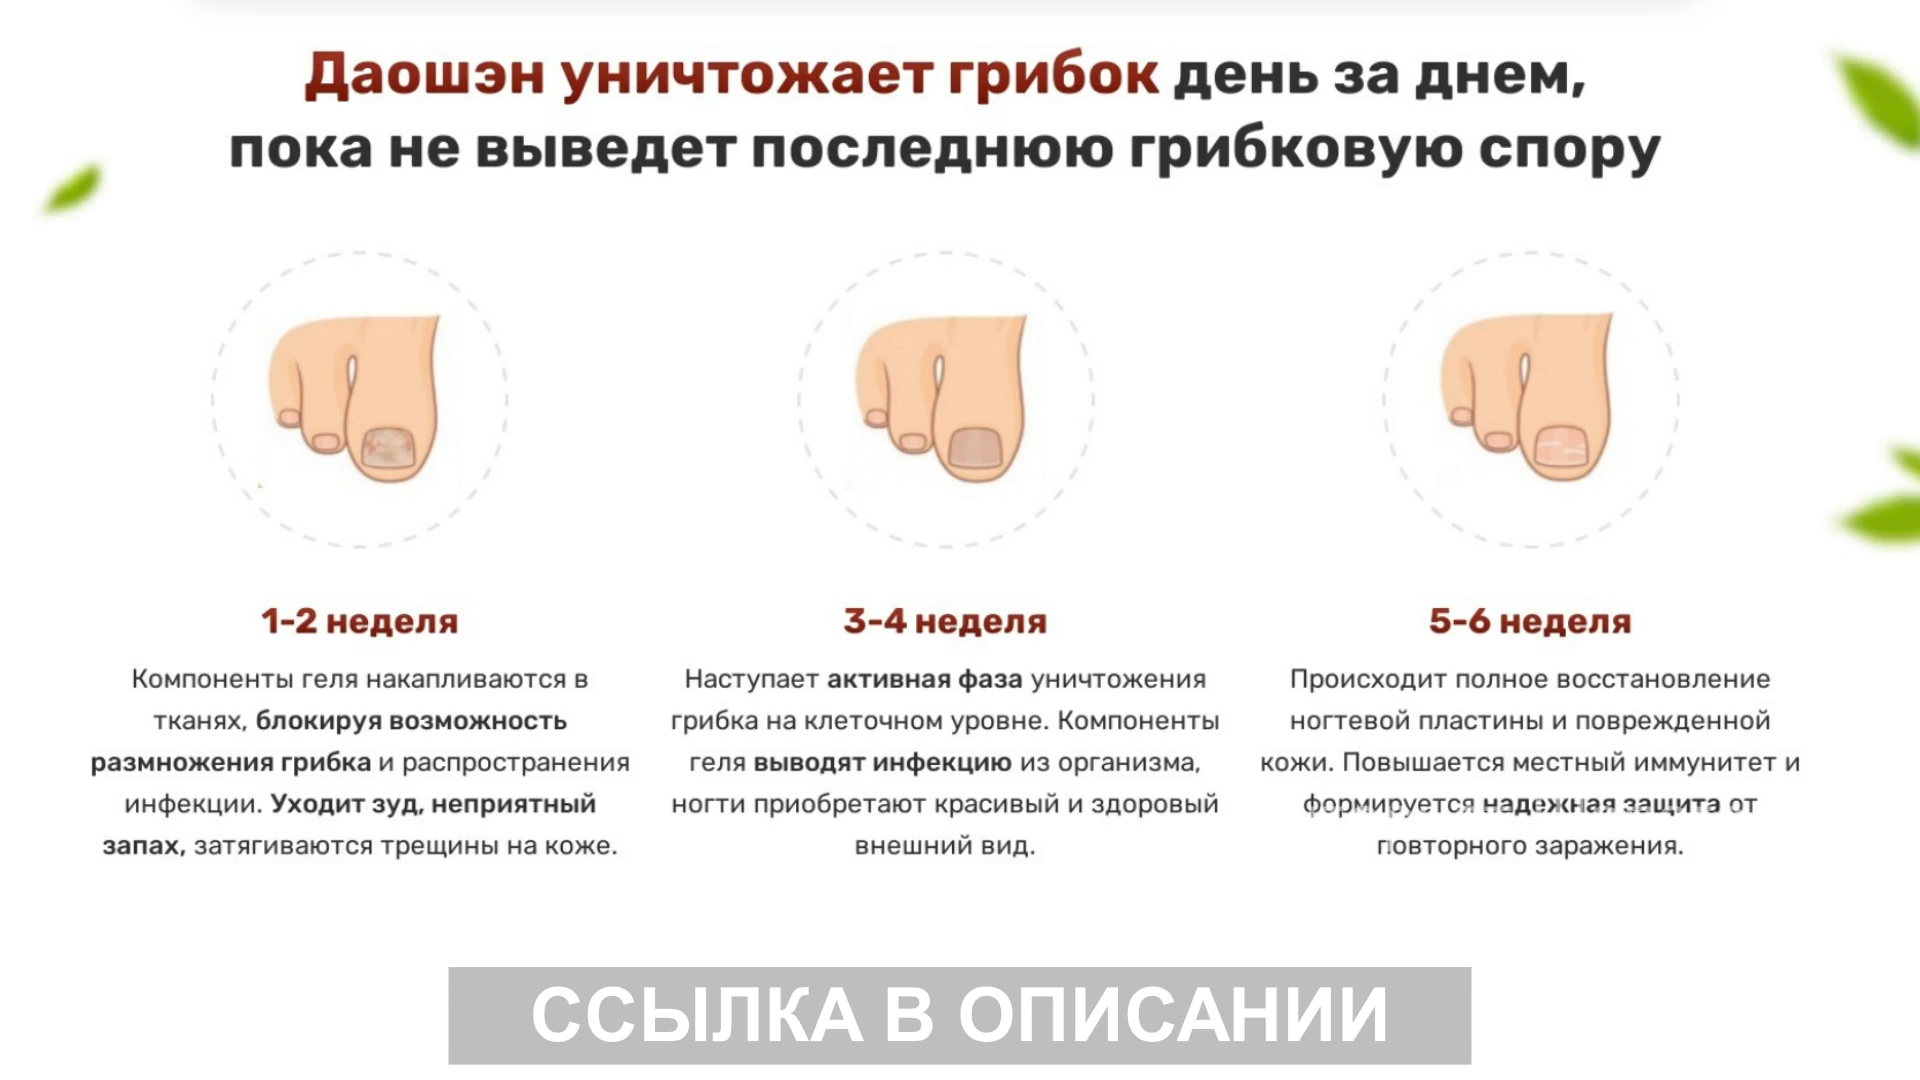 Даошэн уничтожает грибок день за днем,
пока не выведет последнюю грибковую спору
1-2 неделя
Компоненты геля накапливаются в
тканях, блокируя возможность
размножения грибка и распространения
инфекции. Уходит зуд, неприятный
запах, затягиваются трещины на коже.
3-4 неделя
Наступает активная фаза уничтожения
грибка на клеточном уровне. Компоненты
геля выводят инфекцию из организма,
ногти приобретают красивый и здоровый
внешний вид.
5-6 неделя
Происходит полное восстановление
ногтевой пластины и поврежденной
кожи. Повышается местный иммунитет и
формируется надежная защита от
повторного заражения.
ССЫЛКА В ОПИСАНИИ